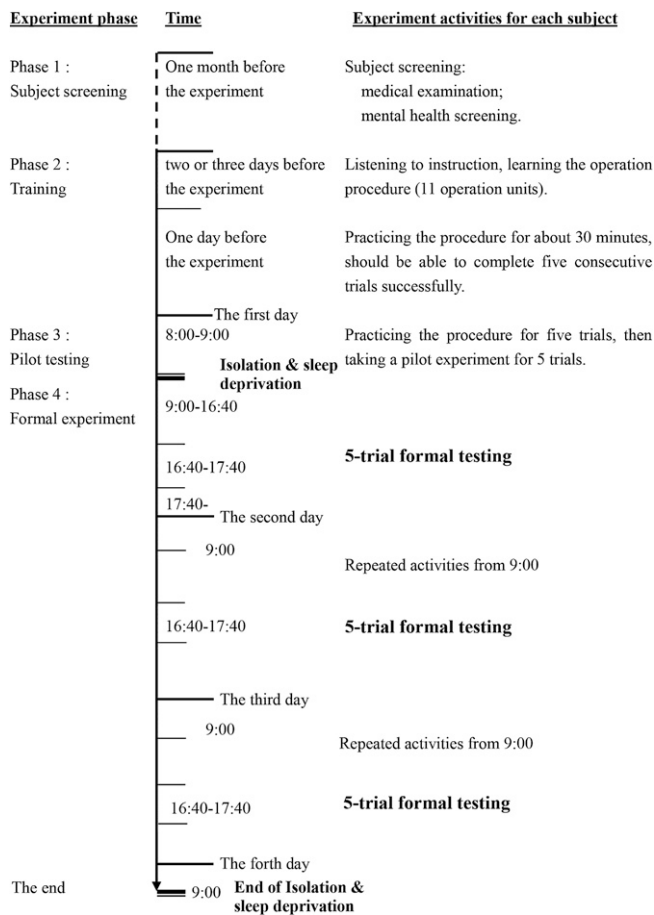 Experiment phase Time Experiment activities for each subject
Phase 1 : One month before Subject screening:
Subject screening the experiment medical examination;
mental health screening.
Phase 2 : two or three days before Listening to instruction, learning the operation
Training the experiment procedure (11 operation units).
One day before Practicing the procedure for about 30 minutes,
the experiment should be able to complete five consecutive
trials successfully.
The first day
Phase 3 : 8:00-9:00 Practicing the procedure for five trials, then
Pilot testing Isolation & sleep taking a pilot experiment for 5 trials.
deprivation
Phase 4 :
9:00-16:40
Formal experiment
16:40-17:40 5-trial formal testing
17:40-
The second day
9:00
Repeated activities from 9:00
16:40-17:40 5-trial formal testing
The third day
9:00
Repeated activities from 9:00
16:40-17:40 5-trial formal testing
The forth day
The end 9:00 End of Isolation &
sleep deprivation